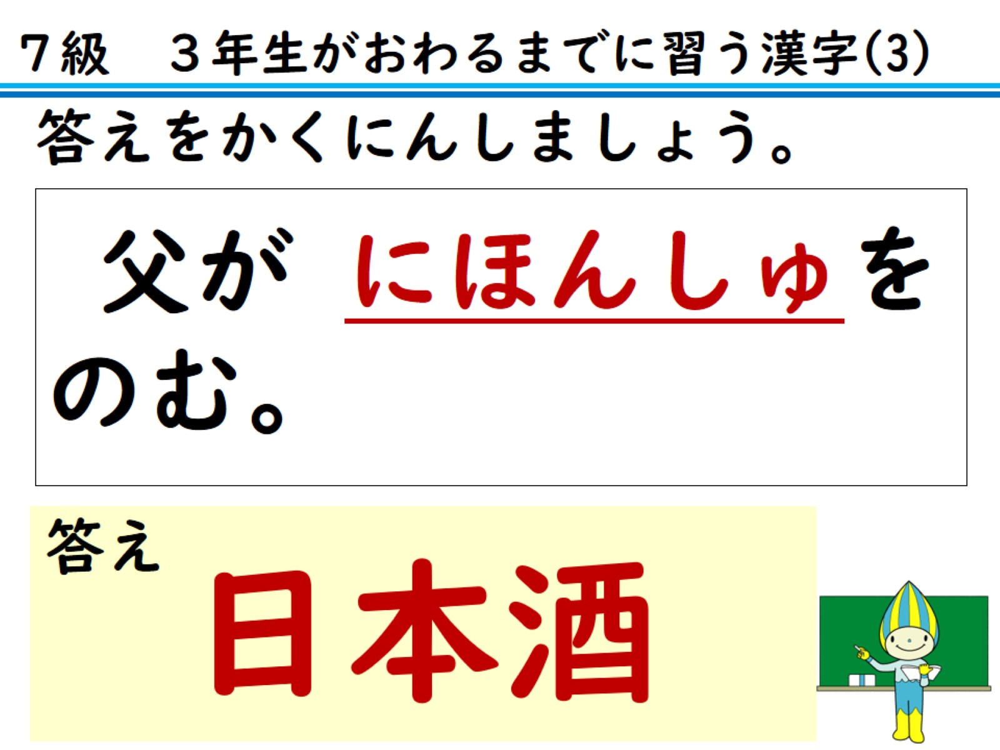 ７級　３年生がおわるまでに習う漢字(3)
答えをかくにんしましょう。
父が にほんしゅを
のむ。
答え
日本酒